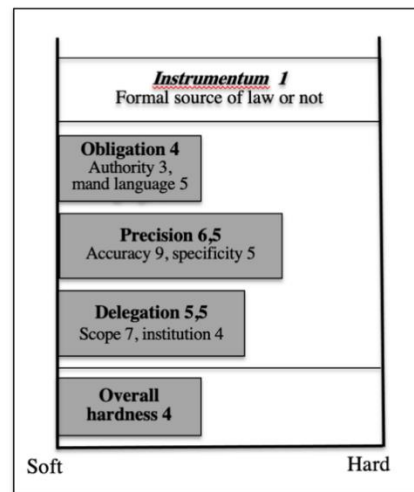 Instrumentum 1
Formal source of law or not
Obligation 4
Authority 3,
mand language 5
Precision 6,5
Accuracy 9, specificity 5
Delegation 5,5
Scope 7, institution 4
Overall
hardness 4
Soft Hard